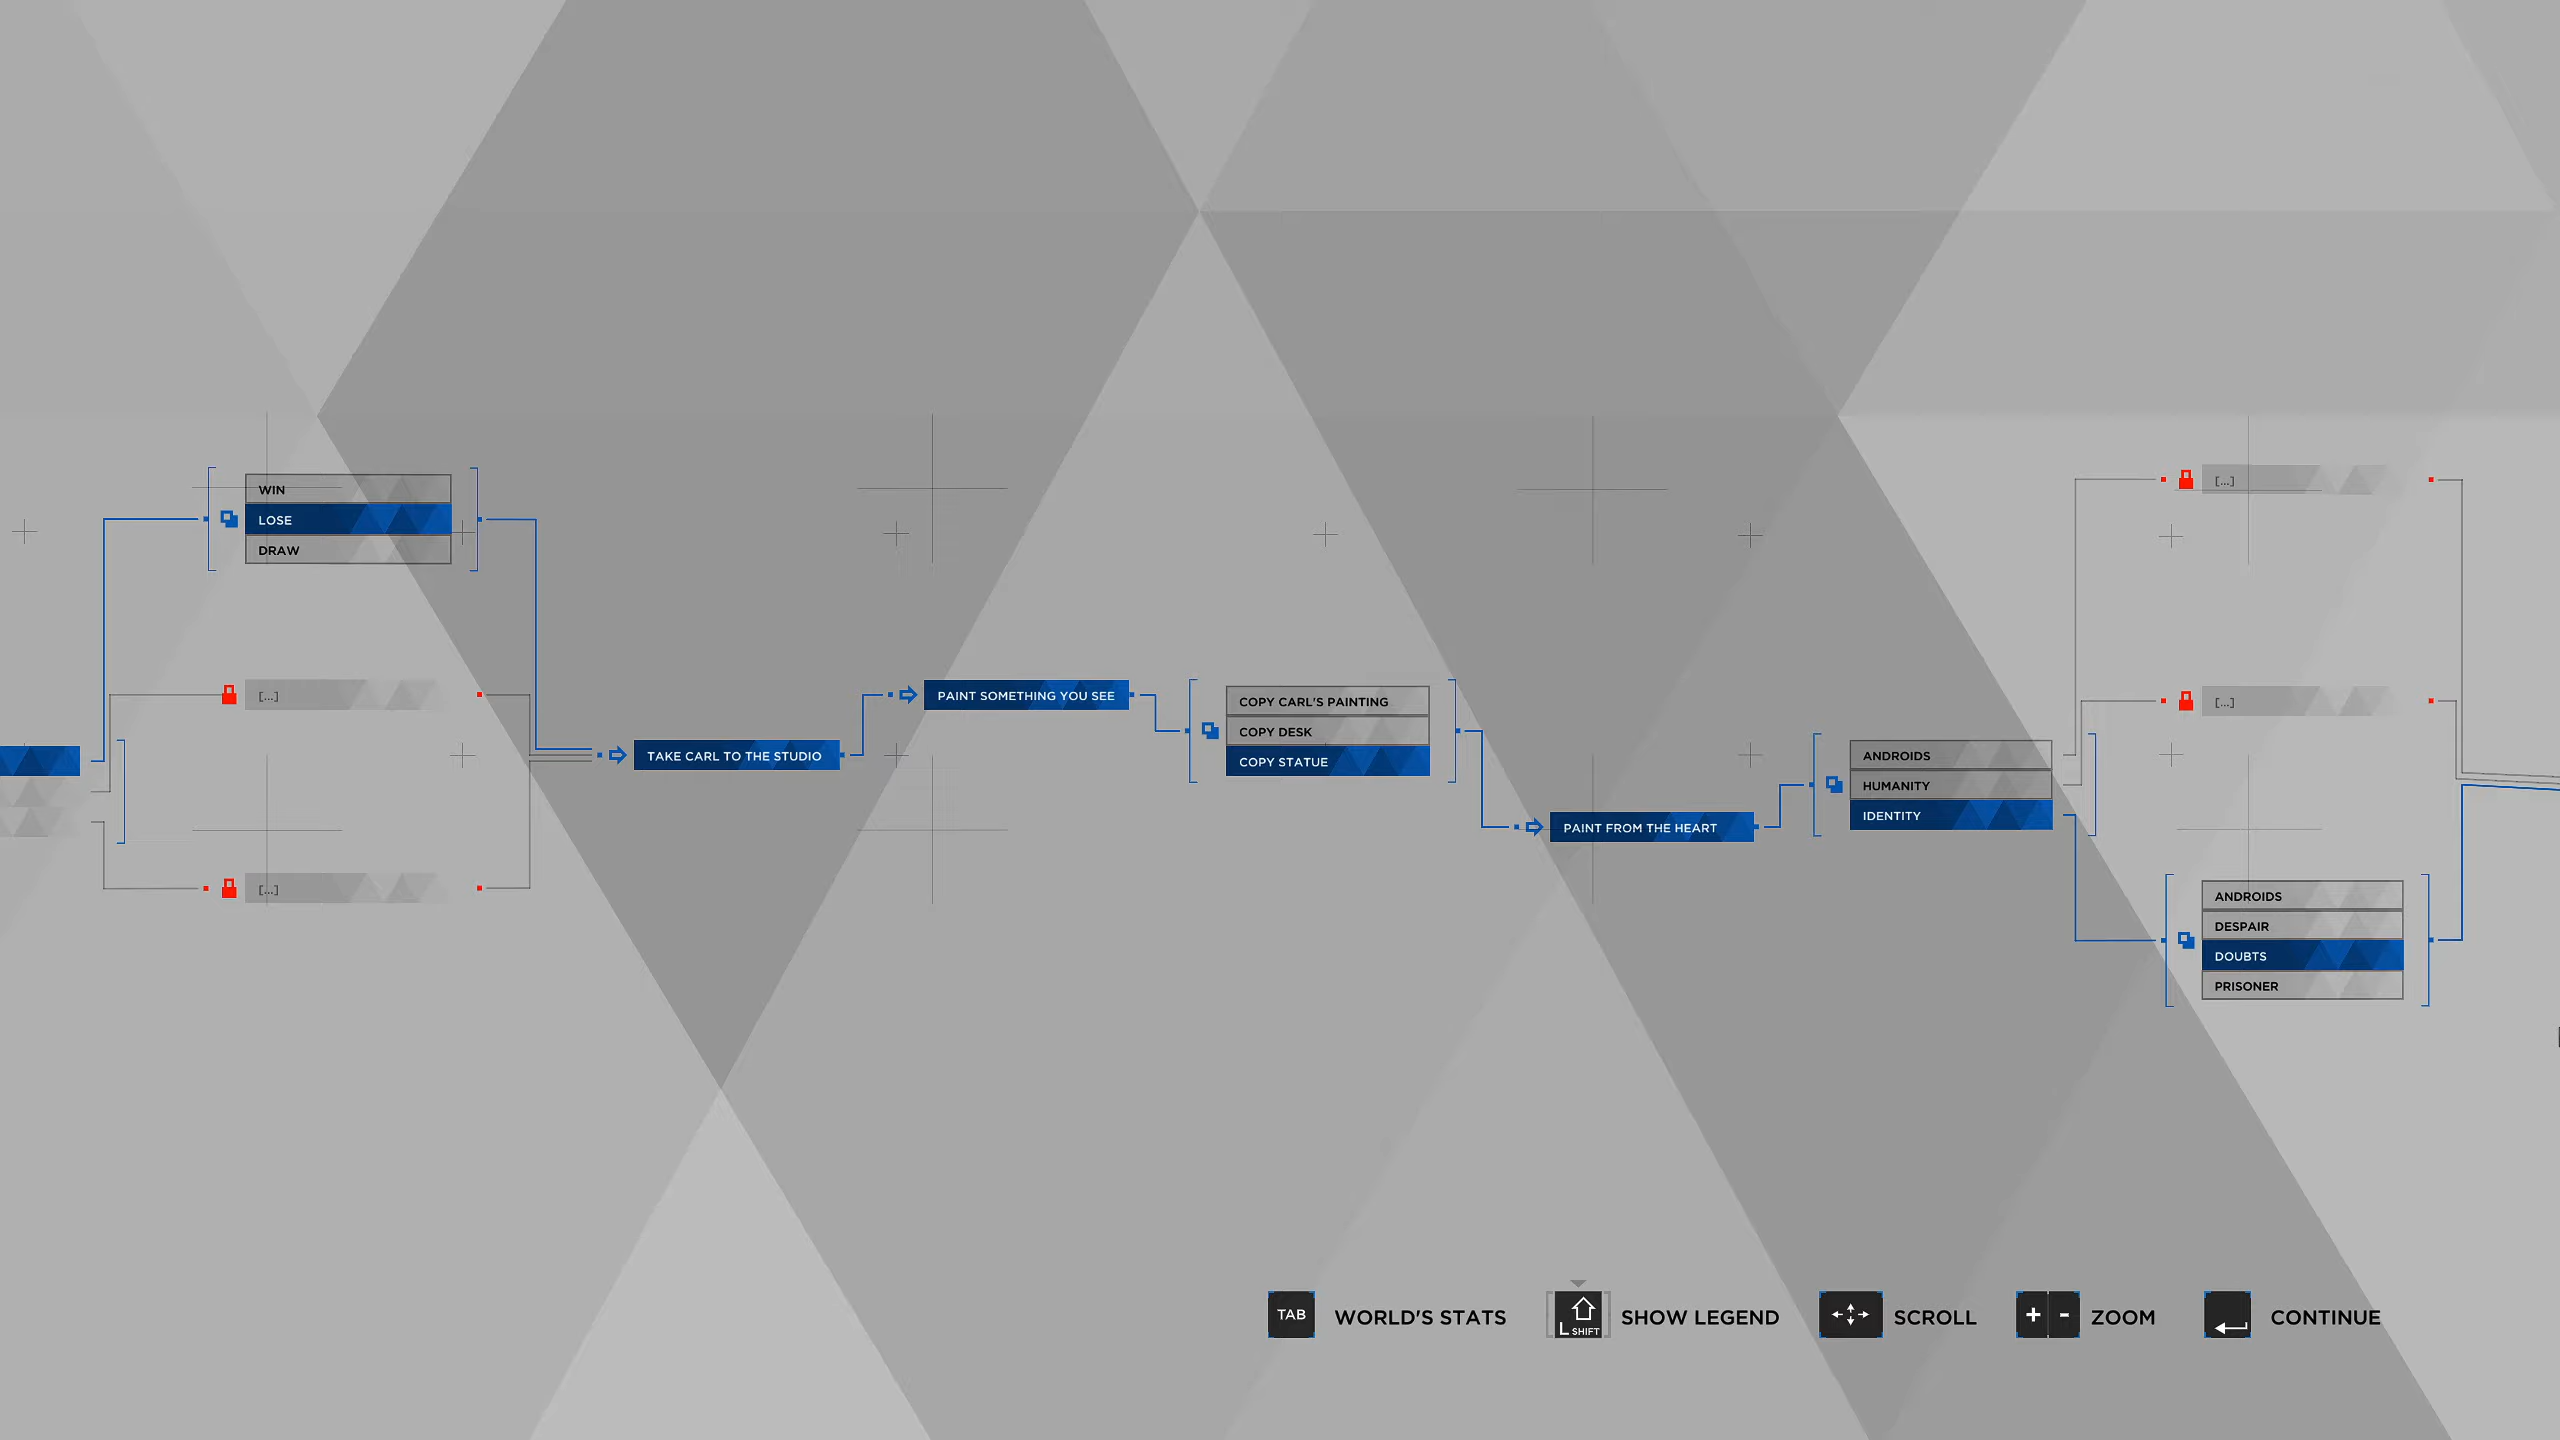 WIN
LOSE
DRAW
[...]
[...]
TAKE CARL TO THE STUDIO
PAINT SOMETHING YOU SEE
COPY CARL'S PAINTING
COPY DESK
COPY STATUE
PAINT FROM THE HEART
ANDROIDS
HUMANITY
IDENTITY
[...]
[...]
ANDROIDS
DESPAIR
DOUBTS
PRISONER
TAB WORLD'S STATS
L SHIFT SHOW LEGEND
SCROLL
+ - ZOOM
CONTINUE